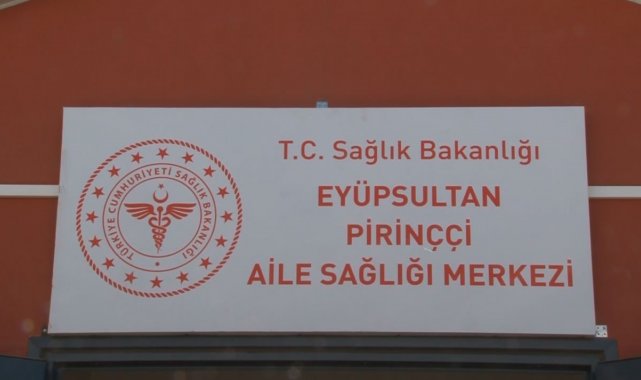 TÜRKİYE CUMHURİYETİ SAĞLIK BAKANLIĞI
T.C. Sağlık Bakanlığı
EYÜPSULTAN
PİRİNÇÇİ
AİLE SAĞLIĞI MERKEZİ